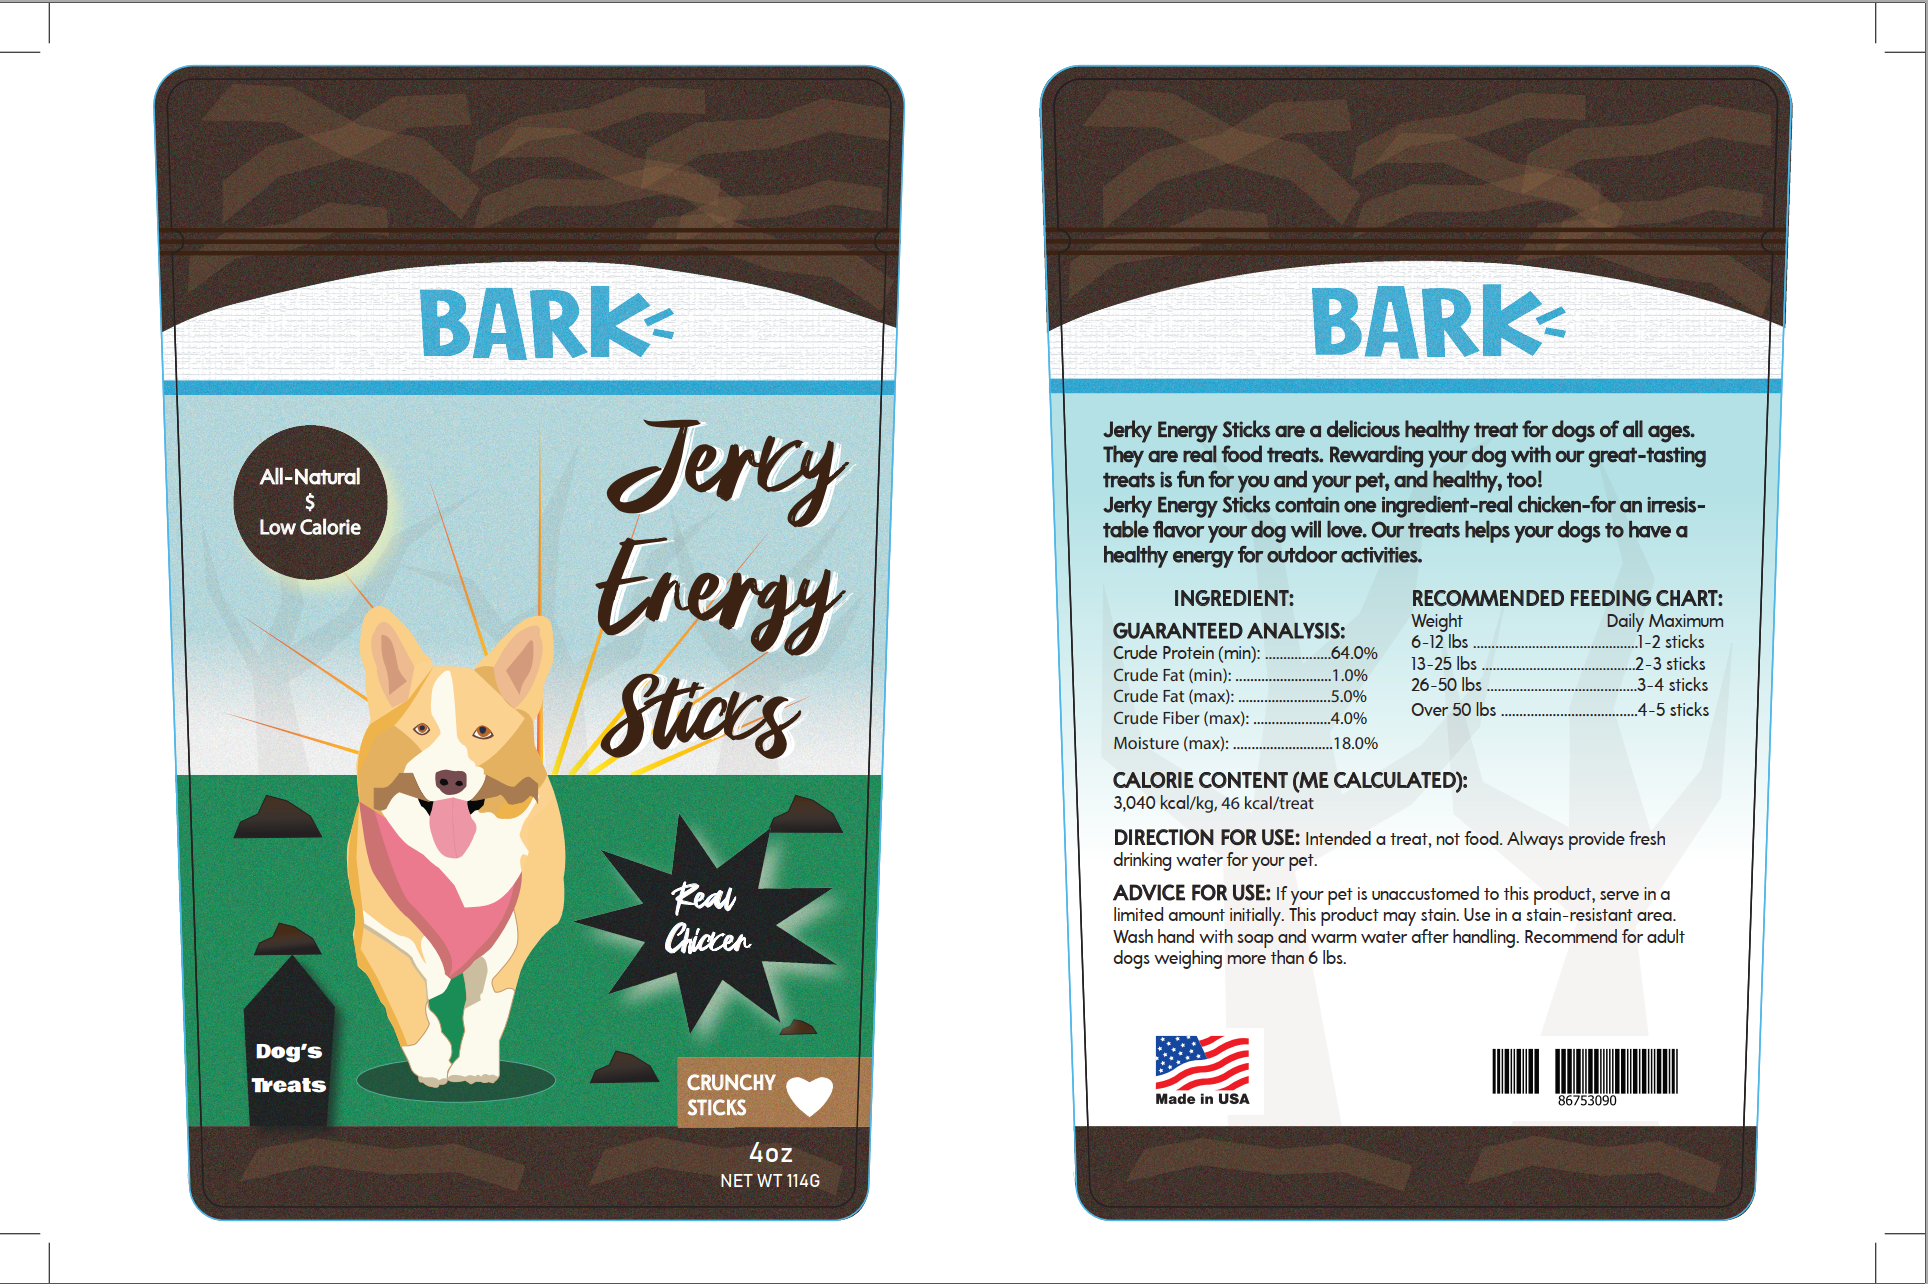 BARK
All-Natural
$
Low Calorie
Jerky
Energy
Sticks
Real
Chicken
Dog's
Treats
CRUNCHY
STICKS
4oz
NET WT 114G
BARK
Jerky Energy Sticks are a delicious healthy treat for dogs of all ages.
They are real food treats. Rewarding your dog with our great-tasting
treats is fun for you and your pet, and healthy, too!
Jerky Energy Sticks contain one ingredient-real chicken-for an irresis-
table flavor your dog will love. Our treats helps your dogs to have a
healthy energy for outdoor activities.
INGREDIENT:
GUARANTEED ANALYSIS:
Crude Protein (min): ..................64.0%
Crude Fat (min): ..........................1.0%
Crude Fat (max): .........................5.0%
Crude Fiber (max): .....................4.0%
Moisture (max): ...........................18.0%
RECOMMENDED FEEDING CHART:
Weight Daily Maximum
6-12 lbs .............................................1-2 sticks
13-25 lbs ..........................................2-3 sticks
26-50 lbs .........................................3-4 sticks
Over 50 lbs .....................................4-5 sticks
CALORIE CONTENT (ME CALCULATED):
3,040 kcal/kg, 46 kcal/treat
DIRECTION FOR USE: Intended a treat, not food. Always provide fresh
drinking water for your pet.
ADVICE FOR USE: If your pet is unaccustomed to this product, serve in a
limited amount initially. This product may stain. Use in a stain-resistant area.
Wash hand with soap and warm water after handling. Recommend for adult
dogs weighing more than 6 lbs.
Made in USA
86753090